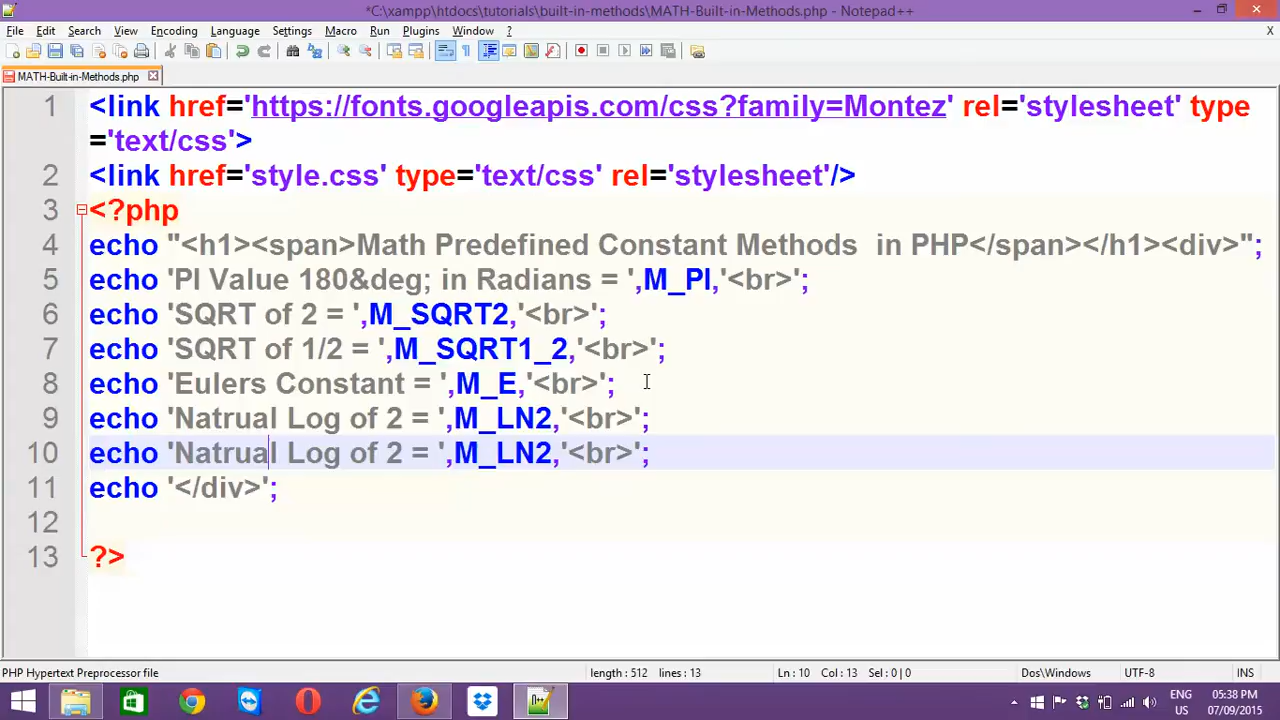 *C:\xampp\htdocs\tutorials\built-in-methods\MATH-Built-in-Methods.php - Notepad++
File Edit Search View Encoding Language Settings Macro Run Plugins Window ? X
MATH-Built-in-Methods.php
1 <link href='https://fonts.googleapis.com/css?family=Montez' rel='stylesheet' type
='text/css'>
2 <link href='style.css' type='text/css' rel='stylesheet'/>
3 <?php
4 echo "<h1><span>Math Predefined Constant Methods  in PHP</span></h1><div>";
5 echo 'PI Value 180&deg; in Radians = ',M_PI,'<br>';
6 echo 'SQRT of 2 = ',M_SQRT2,'<br>';
7 echo 'SQRT of 1/2 = ',M_SQRT1_2,'<br>';
8 echo 'Eulers Constant = ',M_E,'<br>';
9 echo 'Natrual Log of 2 = ',M_LN2,'<br>';
10 echo 'Natrual Log of 2 = ',M_LN2,'<br>';
11 echo '</div>';
12
13 ?>
PHP Hypertext Preprocessor file length : 512 lines : 13 Ln : 10 Col : 13 Sel : 0 | 0 Dos\Windows UTF-8 INS
ENG 05:38 PM
US 07/09/2015